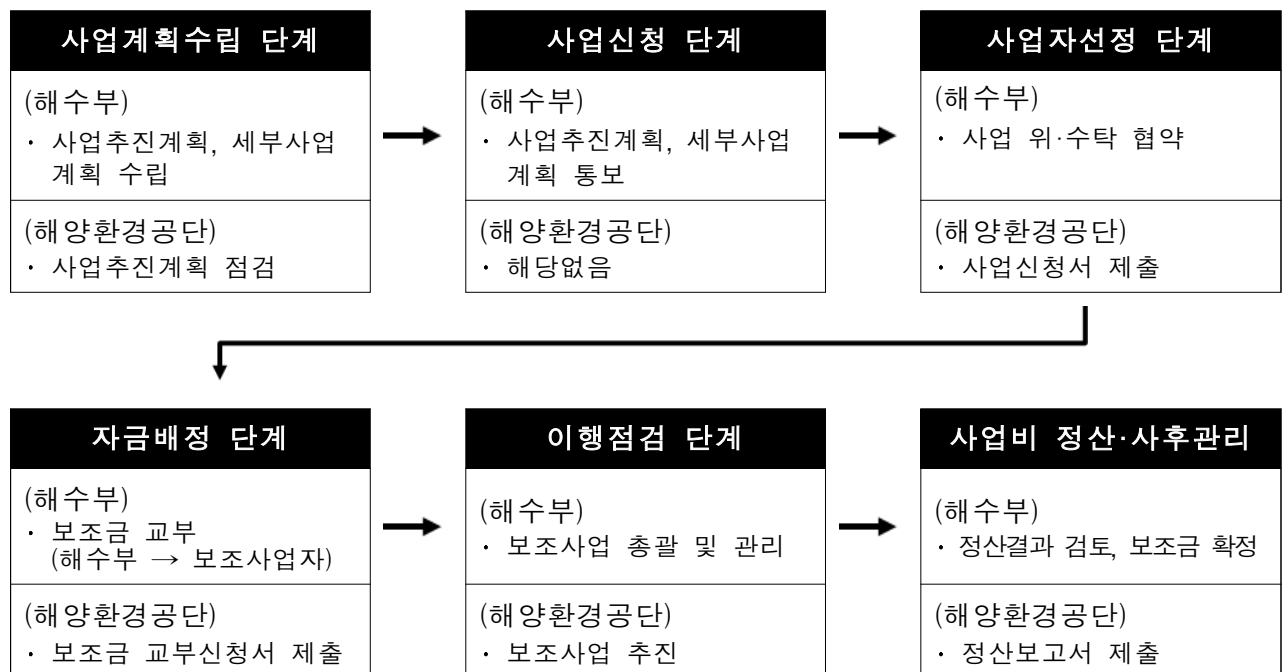 사업계획수립 단계
(해수부)
· 사업추진계획, 세부사업
계획 수립
(해양환경공단)
· 사업추진계획 점검
사업신청 단계
(해수부)
· 사업추진계획, 세부사업
계획 통보
(해양환경공단)
· 해당없음
사업자선정 단계
(해수부)
· 사업 위·수탁 협약
(해양환경공단)
· 사업신청서 제출
자금배정 단계
(해수부)
· 보조금 교부
(해수부 → 보조사업자)
(해양환경공단)
· 보조금 교부신청서 제출
이행점검 단계
(해수부)
· 보조사업 총괄 및 관리
(해양환경공단)
· 보조사업 추진
사업비 정산·사후관리
(해수부)
· 정산결과 검토, 보조금 확정
(해양환경공단)
· 정산보고서 제출